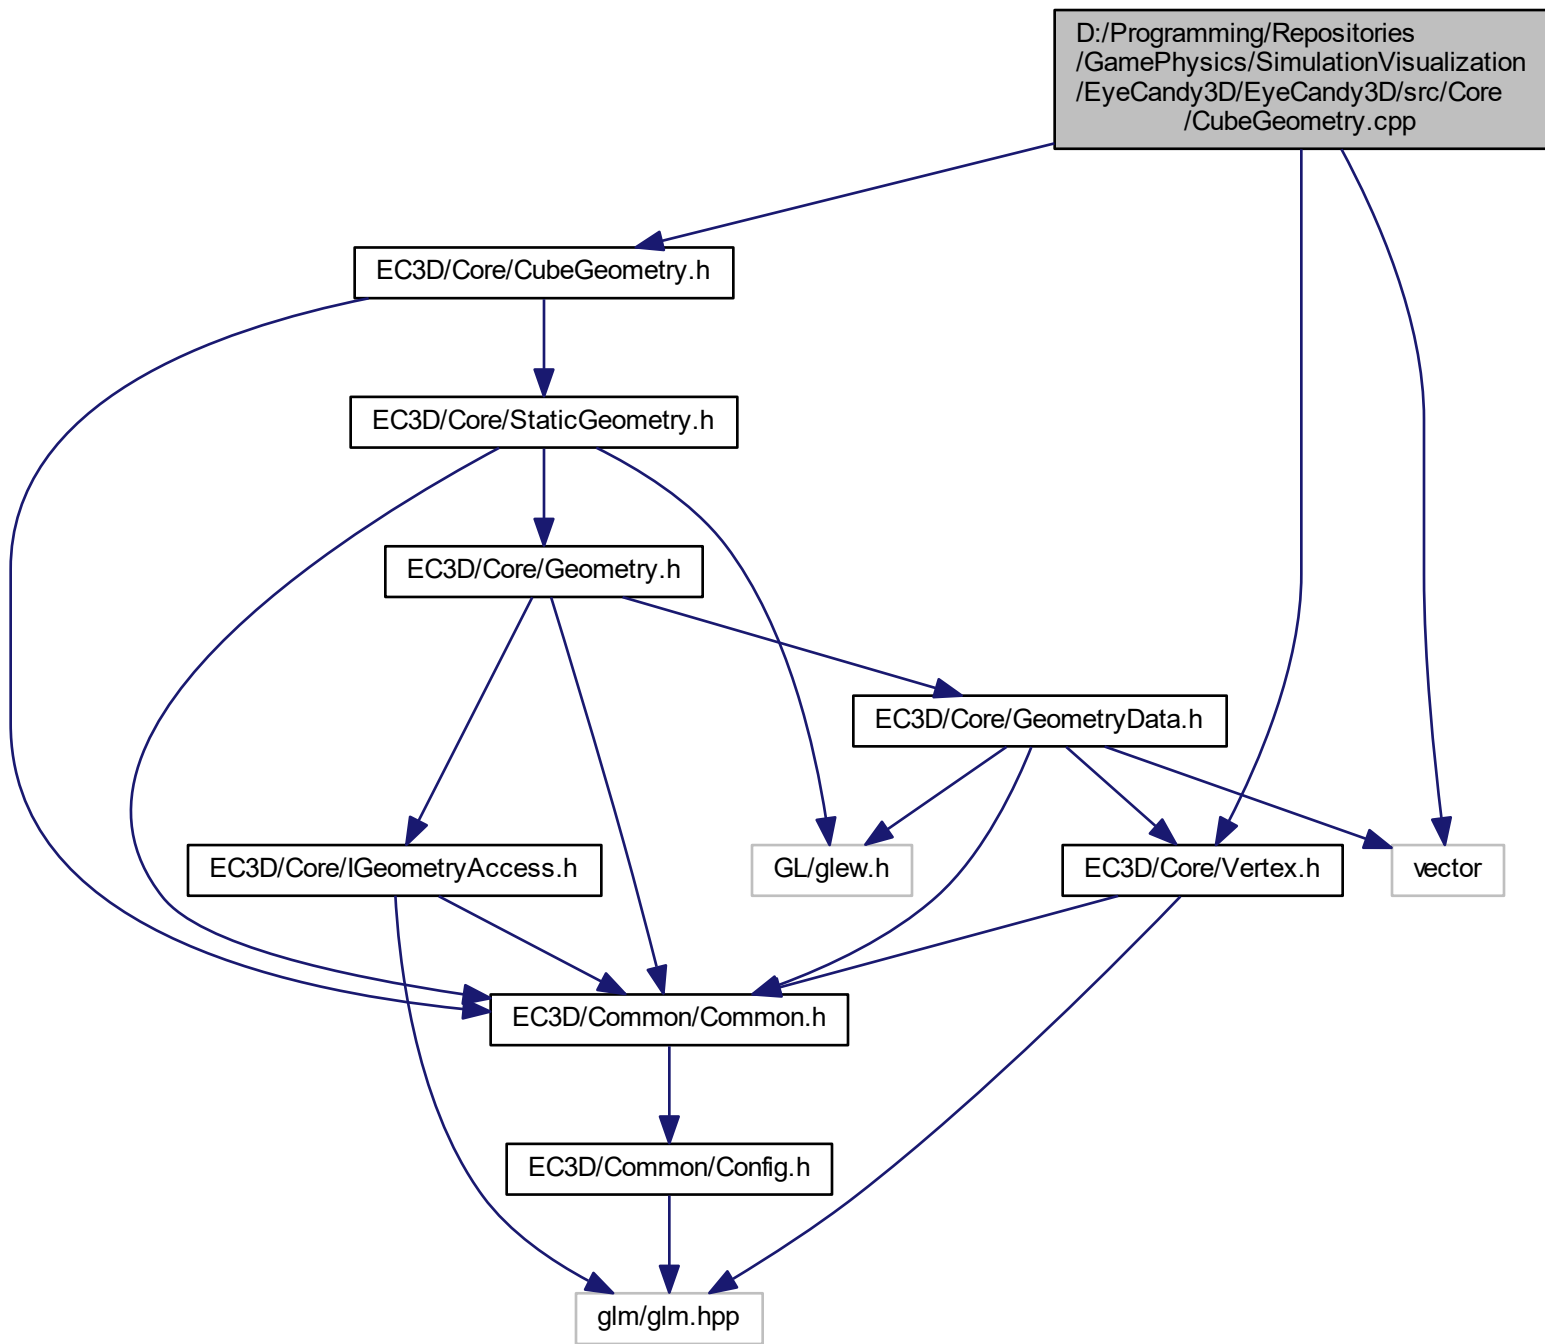 D:/Programming/Repositories
/GamePhysics/SimulationVisualization
/EyeCandy3D/EyeCandy3D/src/Core
/CubeGeometry.cpp
EC3D/Core/CubeGeometry.h
EC3D/Core/StaticGeometry.h
EC3D/Core/Geometry.h
EC3D/Core/GeometryData.h
EC3D/Core/IGeometryAccess.h
GL/glew.h
EC3D/Core/Vertex.h
vector
EC3D/Common/Common.h
EC3D/Common/Config.h
glm/glm.hpp